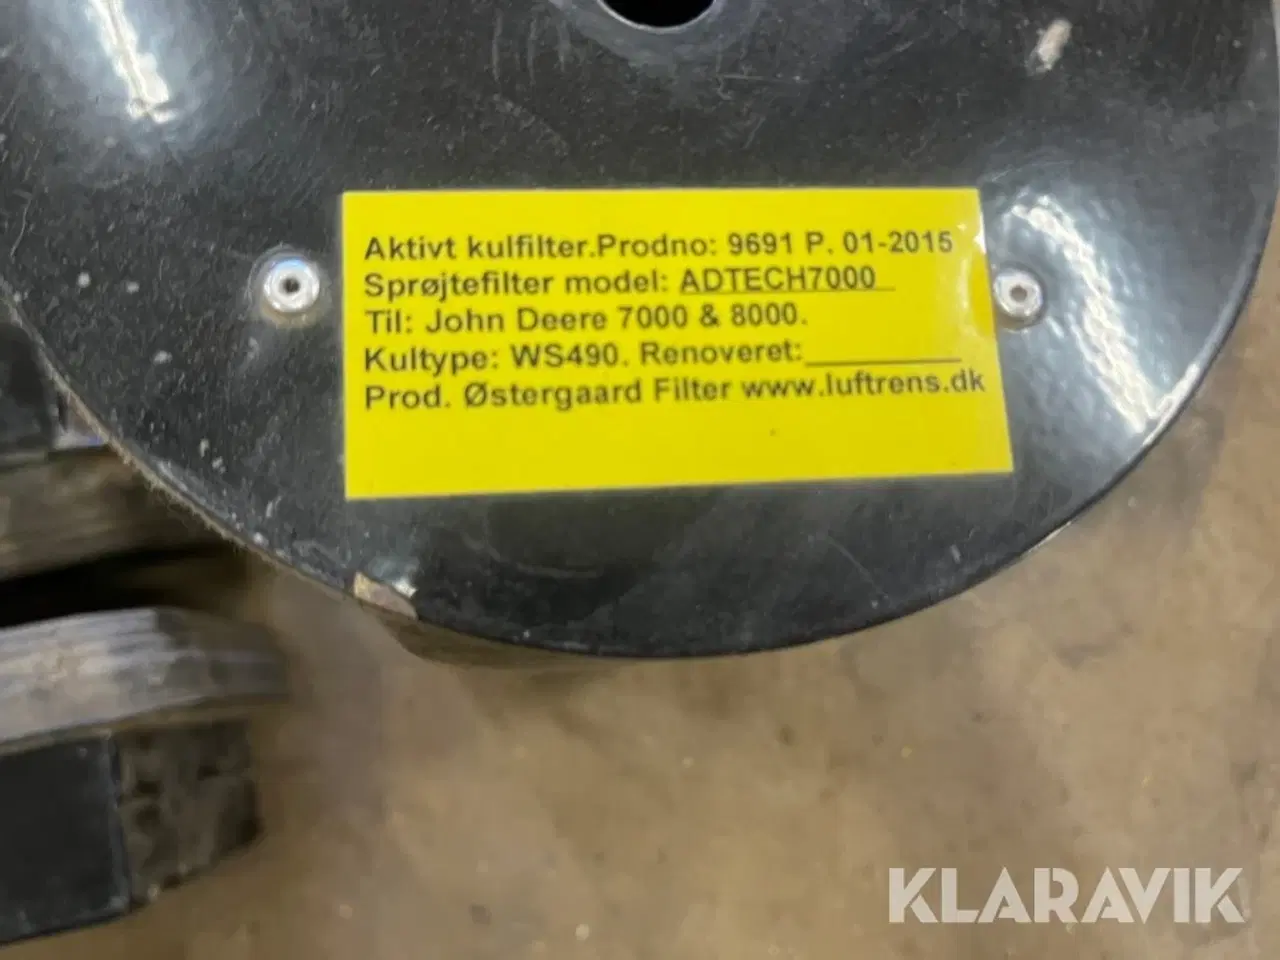 Aktivt kulfilter.Prodno: 9691 P. 01-2015
Sprøjtefilter model: ADTECH7000
Til: John Deere 7000 & 8000.
Kultype: WS490. Renoveret:__________
Prod. Østergaard Filter www.luftrens.dk
KLARAVIK